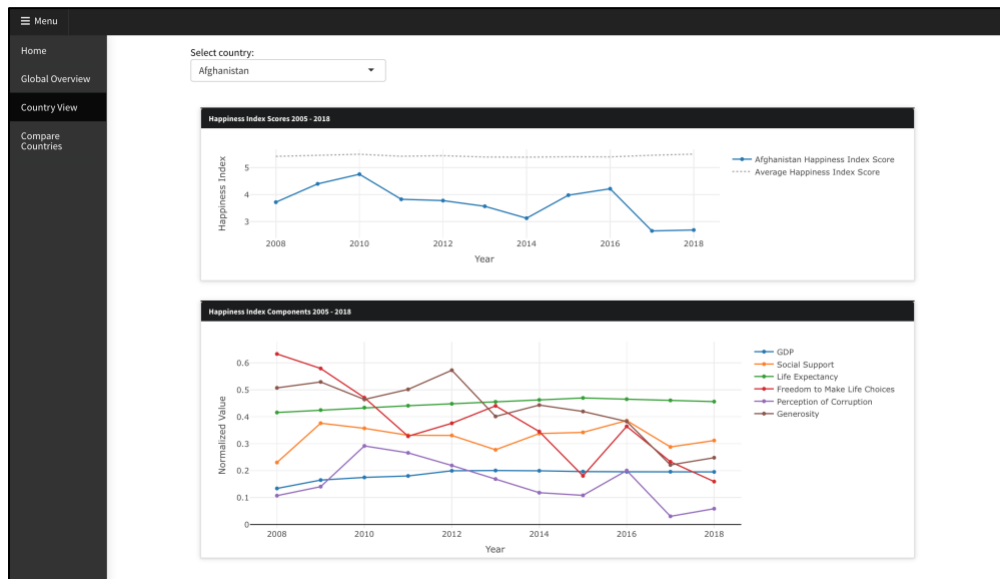 Menu
Home
Global Overview
Country View
Compare
Countries
Select country:
Afghanistan
Happiness Index Scores 2005 - 2018
Happiness Index
5
4
3
2008
2010
2012
2014
2016
2018
Year
Afghanistan Happiness Index Score
Average Happiness Index Score
Happiness Index Components 2005 - 2018
Normalized Value
0.6
0.5
0.4
0.3
0.2
0.1
0
2008
2010
2012
2014
2016
2018
Year
GDP
Social Support
Life Expectancy
Freedom to Make Life Choices
Perception of Corruption
Generosity